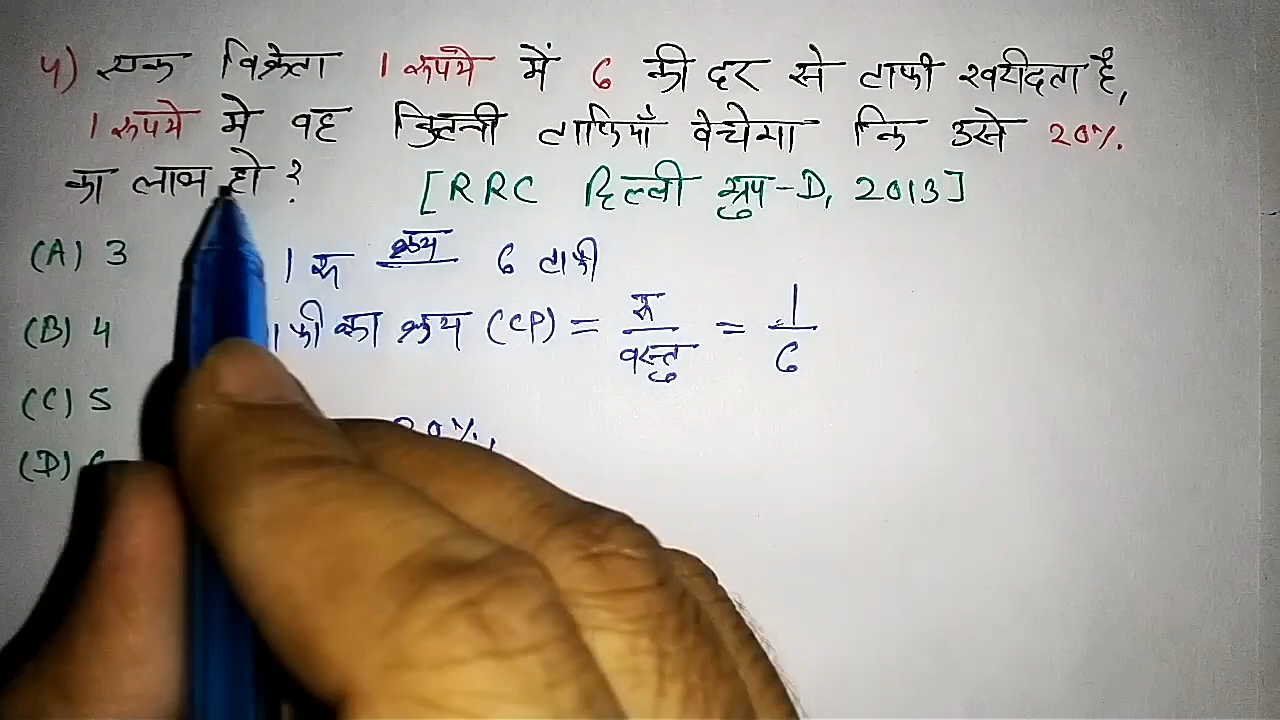 4) एक विक्रेता 1 रुपये में 6 की दर से टाफी खरीदता है,
1 रुपये में वह कितनी टाफियाँ बेचेगा कि उसे 20%
का लाभ हो ?
[RRC दिल्ली ग्रुप-D, 2013]
(A) 3
1 रु क्रय 6 टाफी
(B) 4
फी का क्रय (CP) = रु / वस्तु = 1/6
(C) 5
20%
(D)